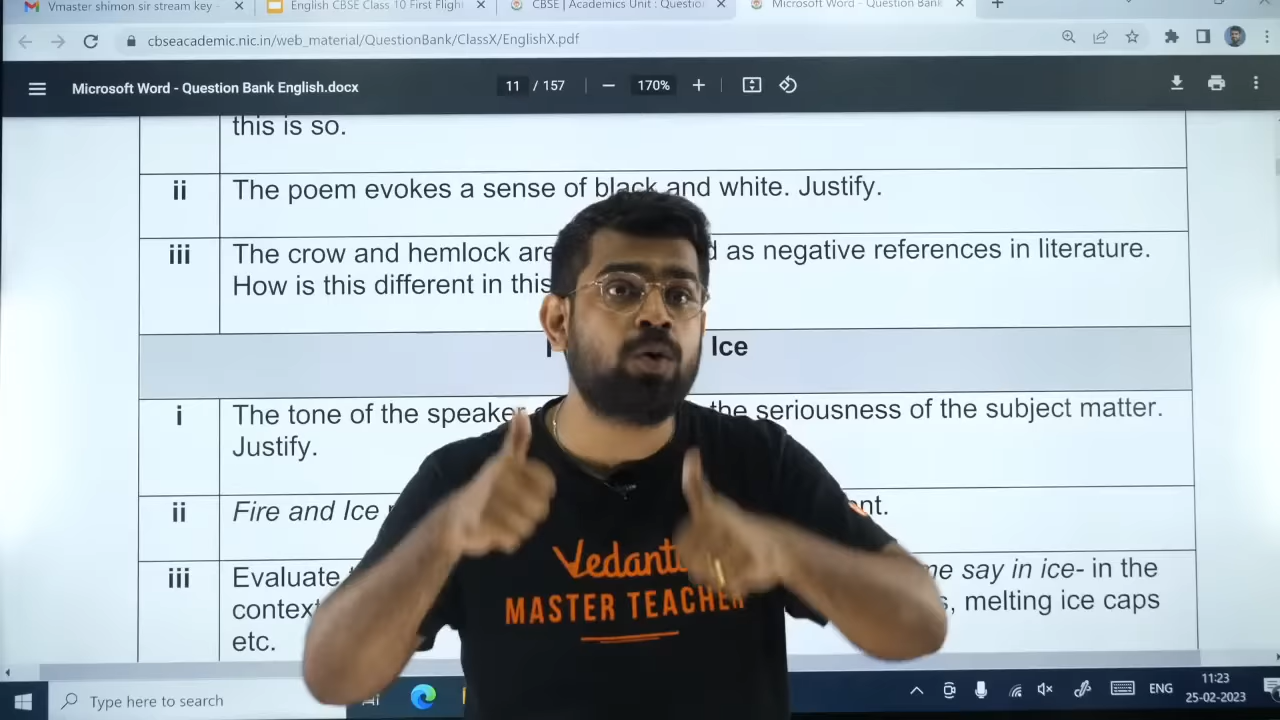 Vmaster shimon sir stream key -
English CBSE Class 10 First Fligh
CBSE | Academics Unit : Questio
Microsoft Word - Question Bank
cbseacademic.nic.in/web_material/QuestionBank/ClassX/EnglishX.pdf
Microsoft Word - Question Bank English.docx
11 / 157
170%
this is so.
ii The poem evokes a sense of black and white. Justify.
iii The crow and hemlock are as negative references in literature.
How is this different in this
Ice
i The tone of the speaker the seriousness of the subject matter.
Justify.
ii Fire and Ice
iii Evaluate say in ice- in the
context melting ice caps
etc.
Vedant
MASTER TEACHER
Type here to search
ENG
11:23
25-02-2023